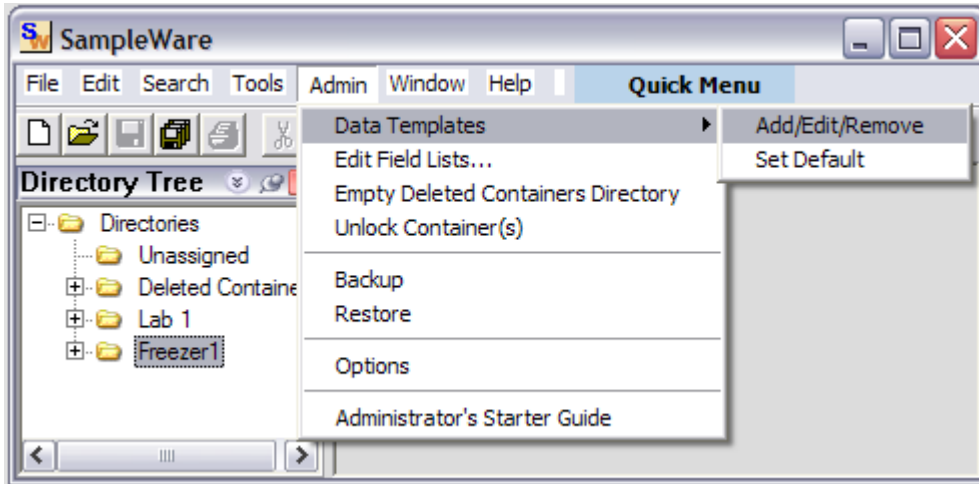 SampleWare
File Edit Search Tools Admin Window Help Quick Menu
Data Templates
Add/Edit/Remove
Set Default
Edit Field Lists...
Empty Deleted Containers Directory
Unlock Container(s)
Backup
Restore
Options
Administrator's Starter Guide
Directory Tree
Directories
Unassigned
Deleted Containe
Lab 1
Freezer1